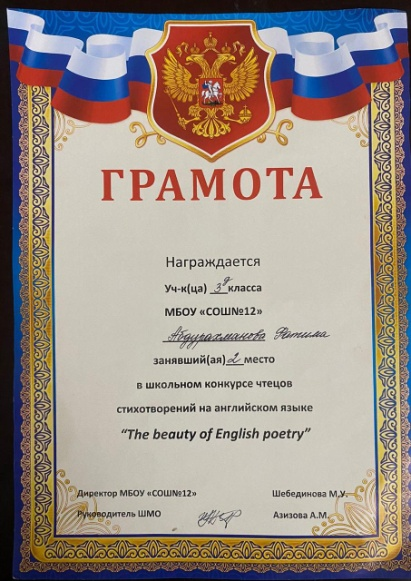 ГРАМОТА
Награждается
Уч-к(ца) 3д класса
МБОУ «СОШ№12»
Абдурахманова Фатима
занявший(ая) 2 место
в школьном конкурсе чтецов
стихотворений на английском языке
“The beauty of English poetry”
Директор МБОУ «СОШ№12» Шебединова М.У.
Руководитель ШМО Азизова А.М.